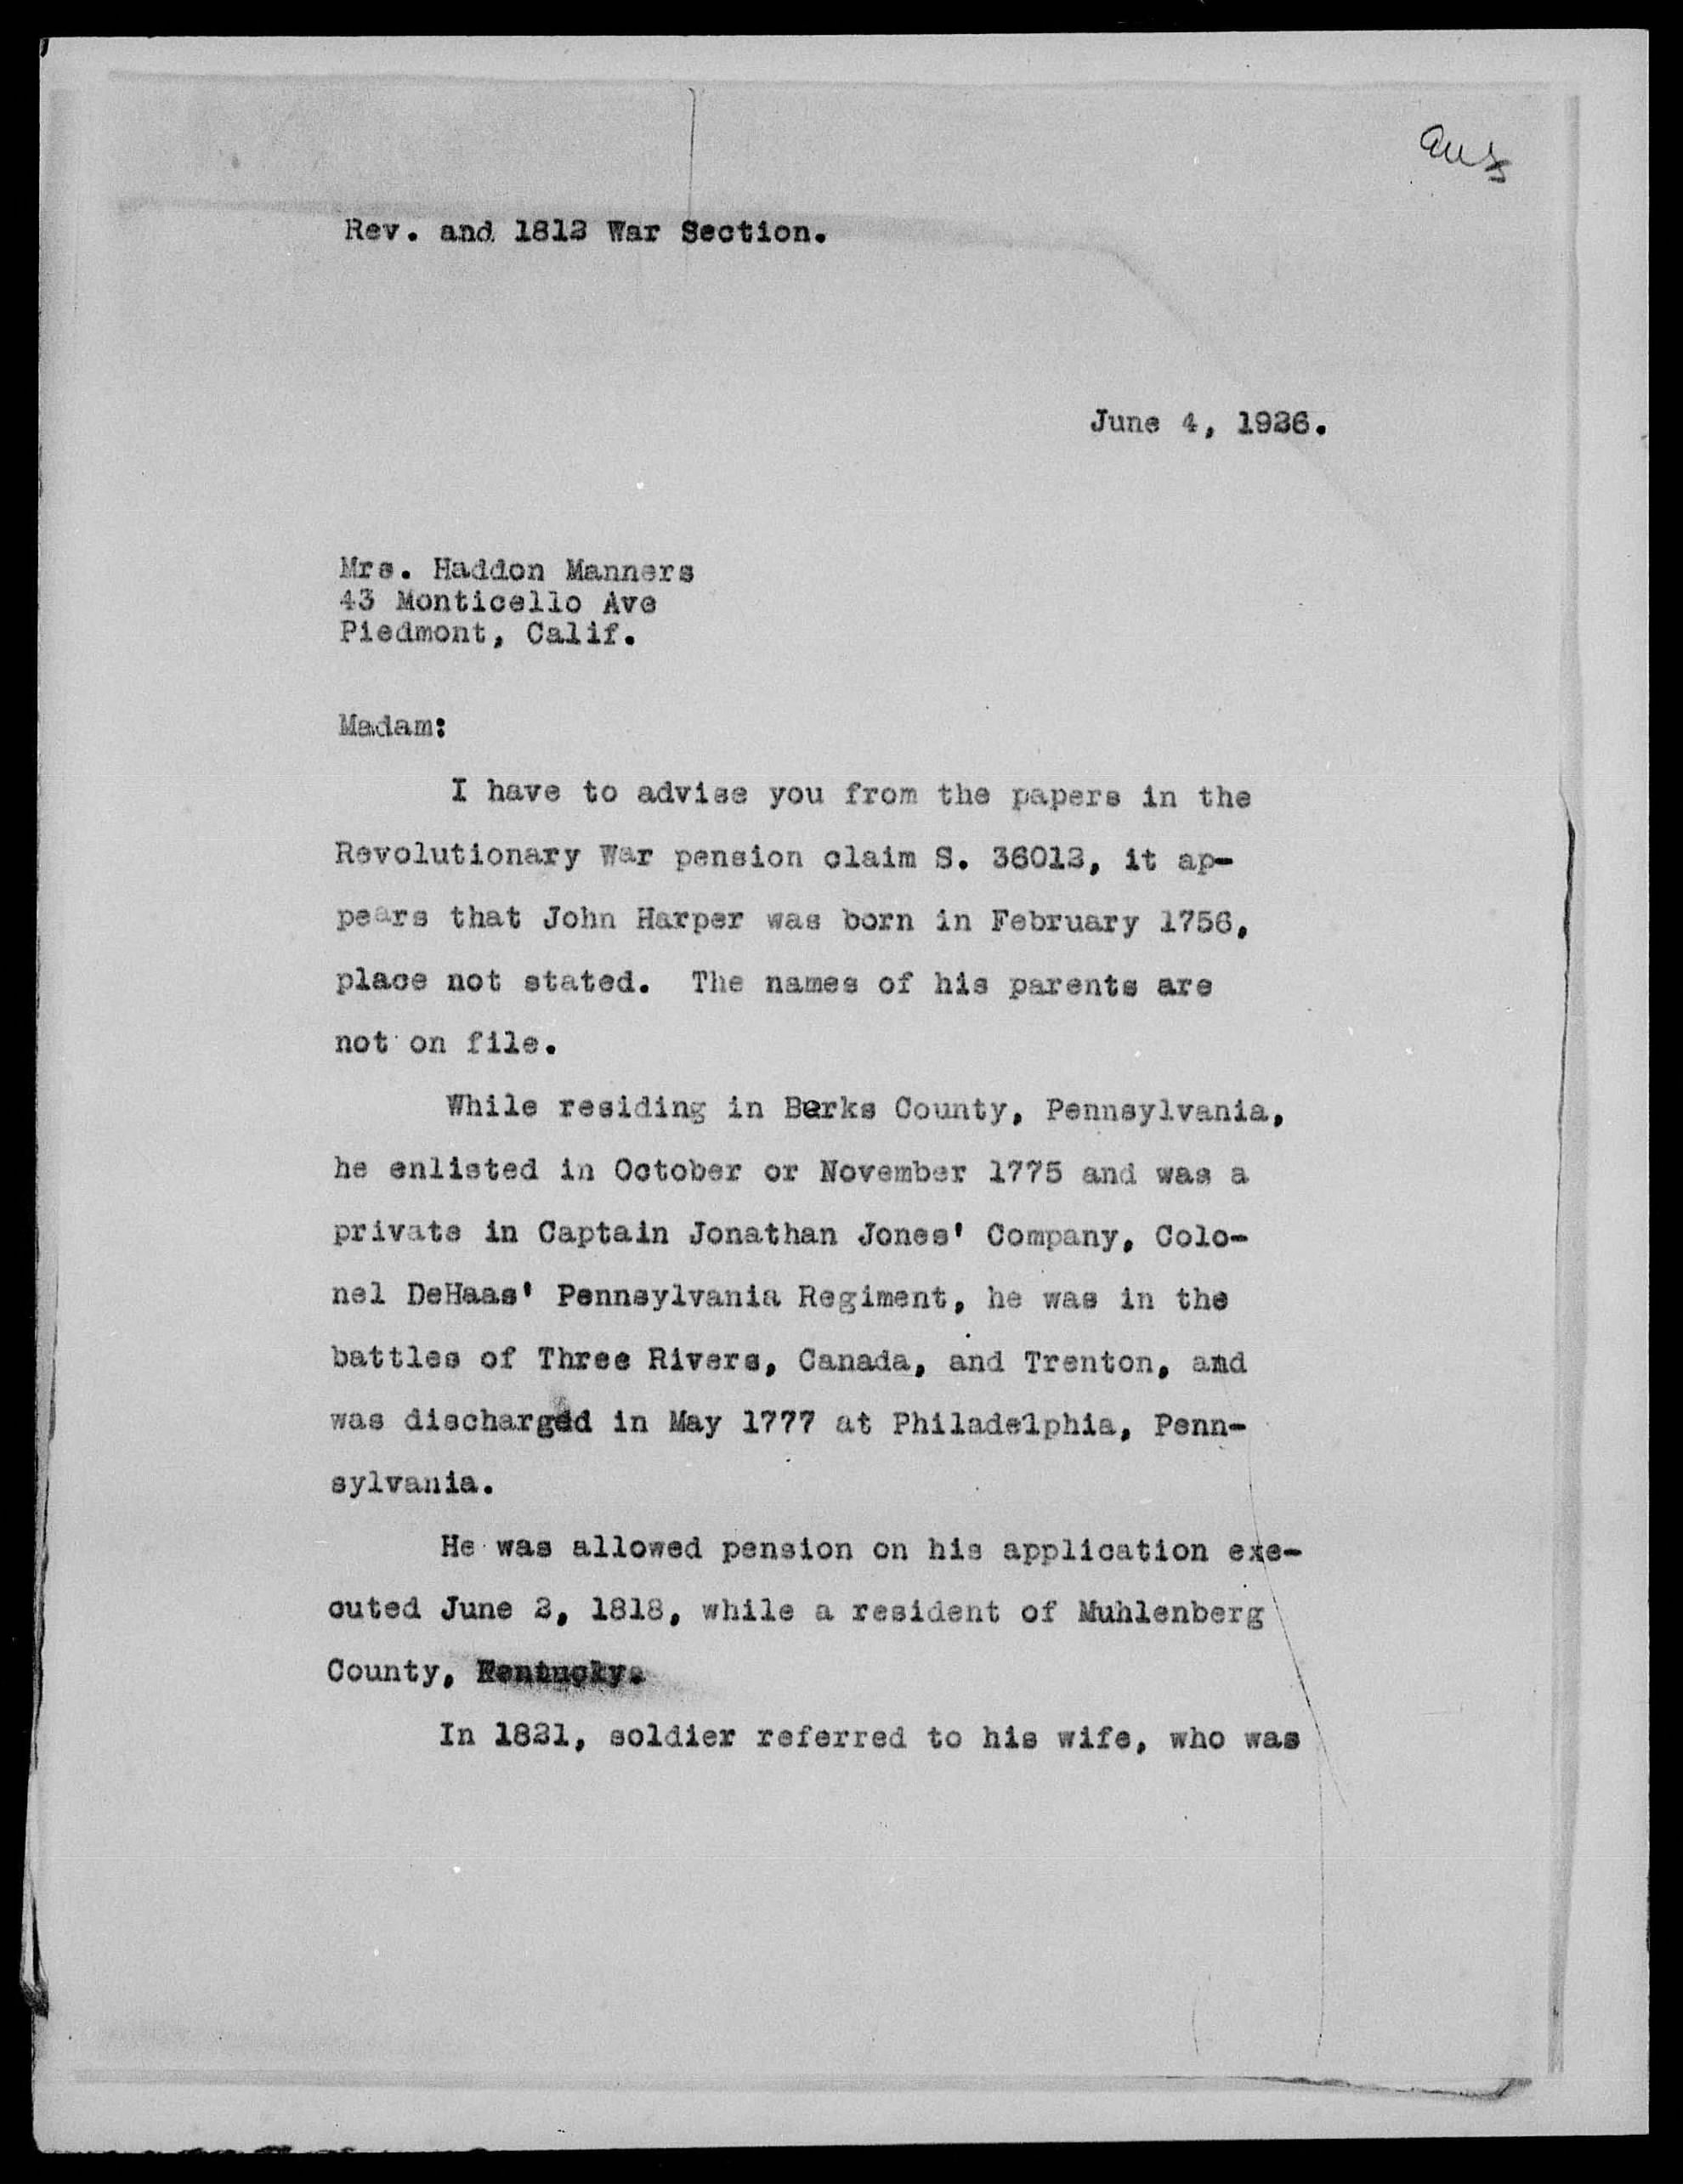 Rev. and 1812 War Section.
June 4, 1926.
Mrs. Haddon Manners
43 Monticello Ave
Piedmont, Calif.
Madam:
I have to advise you from the papers in the
Revolutionary War pension claim S. 36012, it ap-
pears that John Harper was born in February 1756,
place not stated. The names of his parents are
not on file.
While residing in Berks County, Pennsylvania,
he enlisted in October or November 1775 and was a
private in Captain Jonathan Jones' Company, Colo-
nel DeHaas' Pennsylvania Regiment, he was in the
battles of Three Rivers, Canada, and Trenton, and
was discharged in May 1777 at Philadelphia, Penn-
sylvania.
He was allowed pension on his application exe-
cuted June 2, 1818, while a resident of Muhlenberg
County, Kentucky.
In 1821, soldier referred to his wife, who was